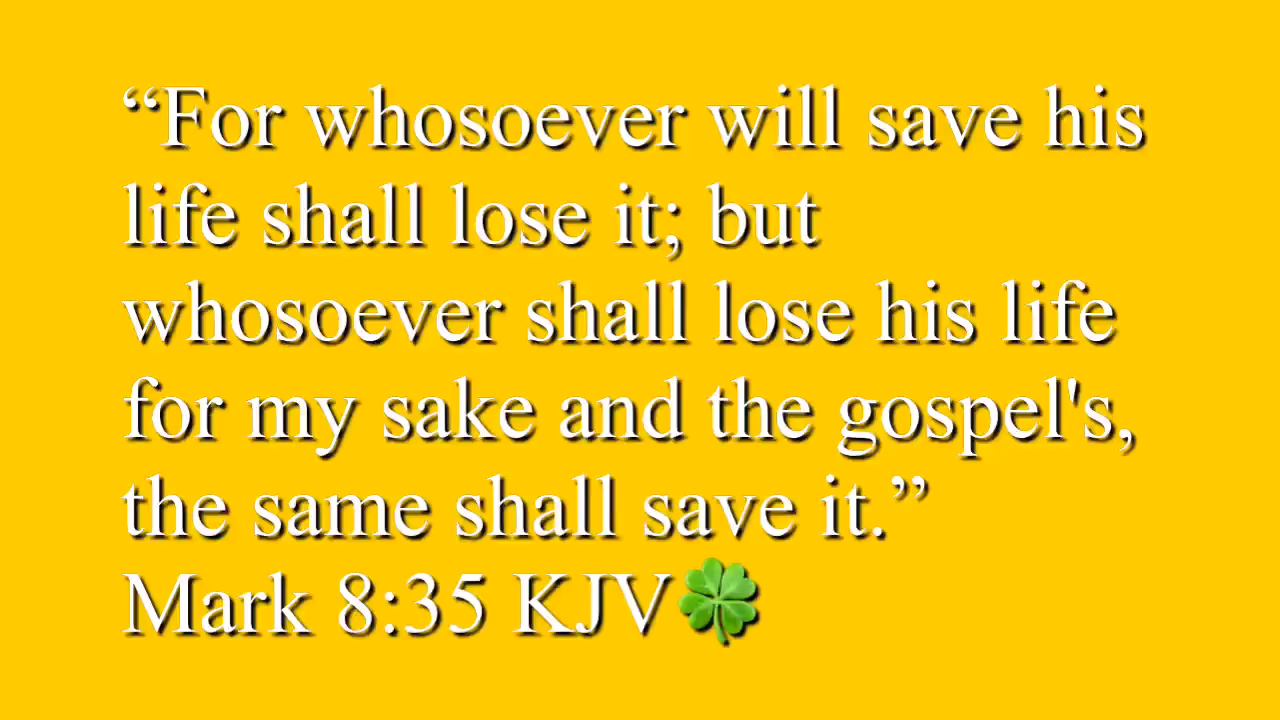 “For whosoever will save his
life shall lose it; but
whosoever shall lose his life
for my sake and the gospel's,
the same shall save it.”
Mark 8:35 KJV🍀